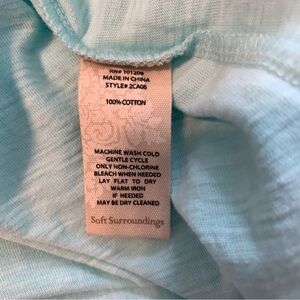 RN# 101206
MADE IN CHINA
STYLE# 2CA06
100% COTTON
MACHINE WASH COLD
GENTLE CYCLE
ONLY NON-CHLORINE
BLEACH WHEN NEEDED
LAY FLAT TO DRY
WARM IRON
IF NEEDED
MAY BE DRY CLEANED
Soft Surroundings